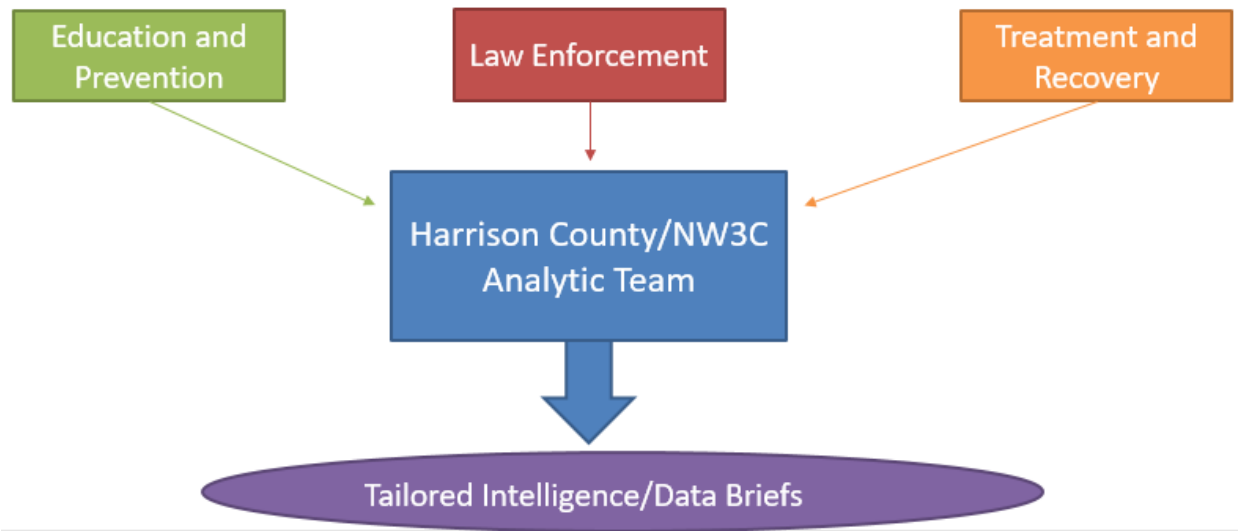 Education and
Prevention
Law Enforcement
Treatment and
Recovery
Harrison County/NW3C
Analytic Team
Tailored Intelligence/Data Briefs